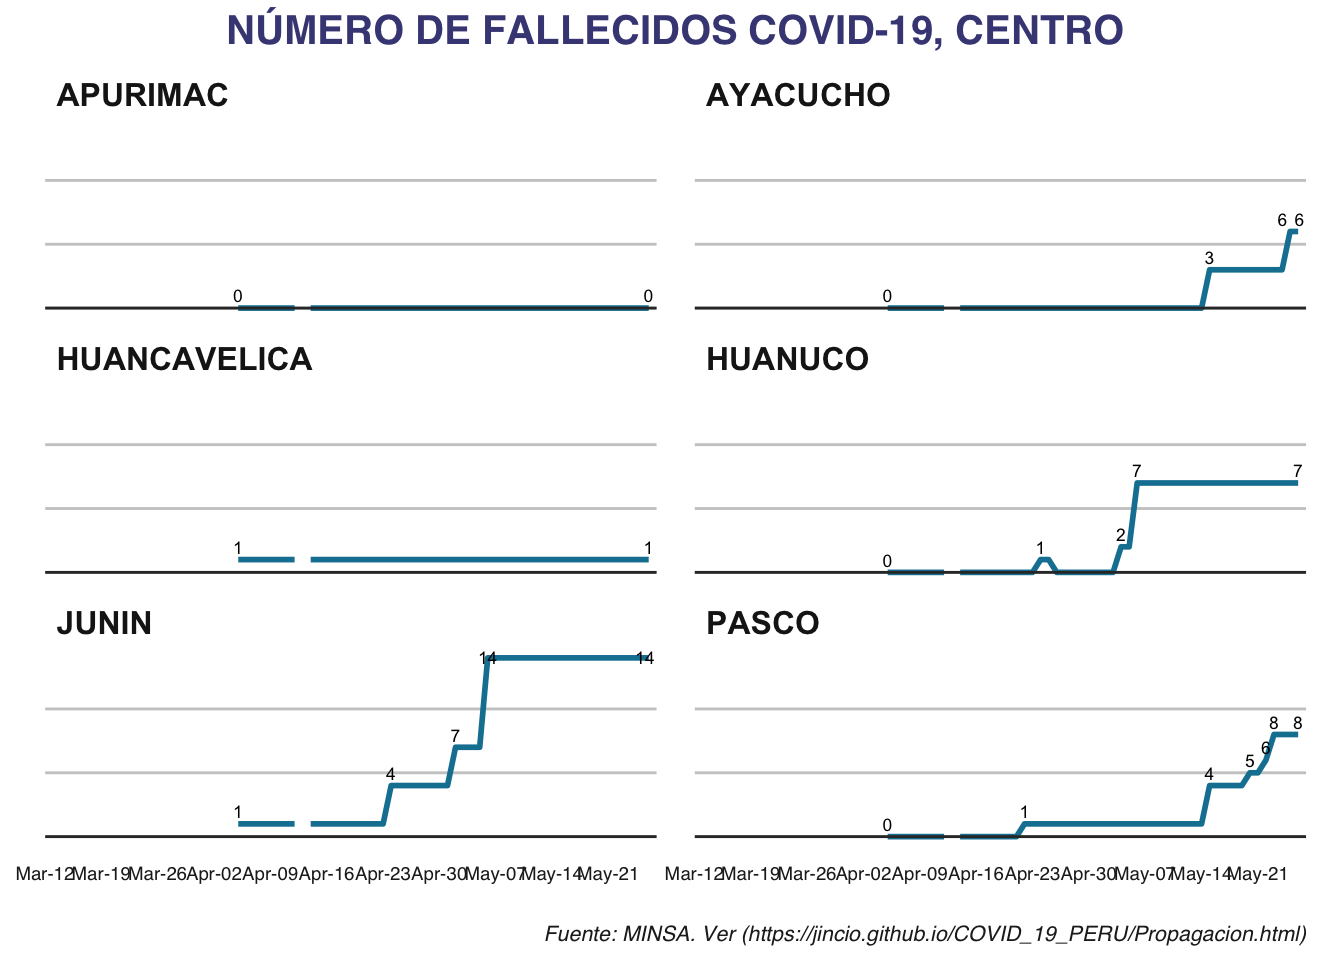 NÚMERO DE FALLECIDOS COVID-19, CENTRO
APURIMAC
0 0
AYACUCHO
0 3 6 6
HUANCAVELICA
1 1
HUANUCO
0 1 2 7 7
JUNIN
1 4 7 14 14
PASCO
0 1 4 5 6 8 8
Mar-12 Mar-19 Mar-26 Apr-02 Apr-09 Apr-16 Apr-23 Apr-30 May-07 May-14 May-21
Mar-12 Mar-19 Mar-26 Apr-02 Apr-09 Apr-16 Apr-23 Apr-30 May-07 May-14 May-21
Fuente: MINSA. Ver (https://jincio.github.io/COVID_19_PERU/Propagacion.html)